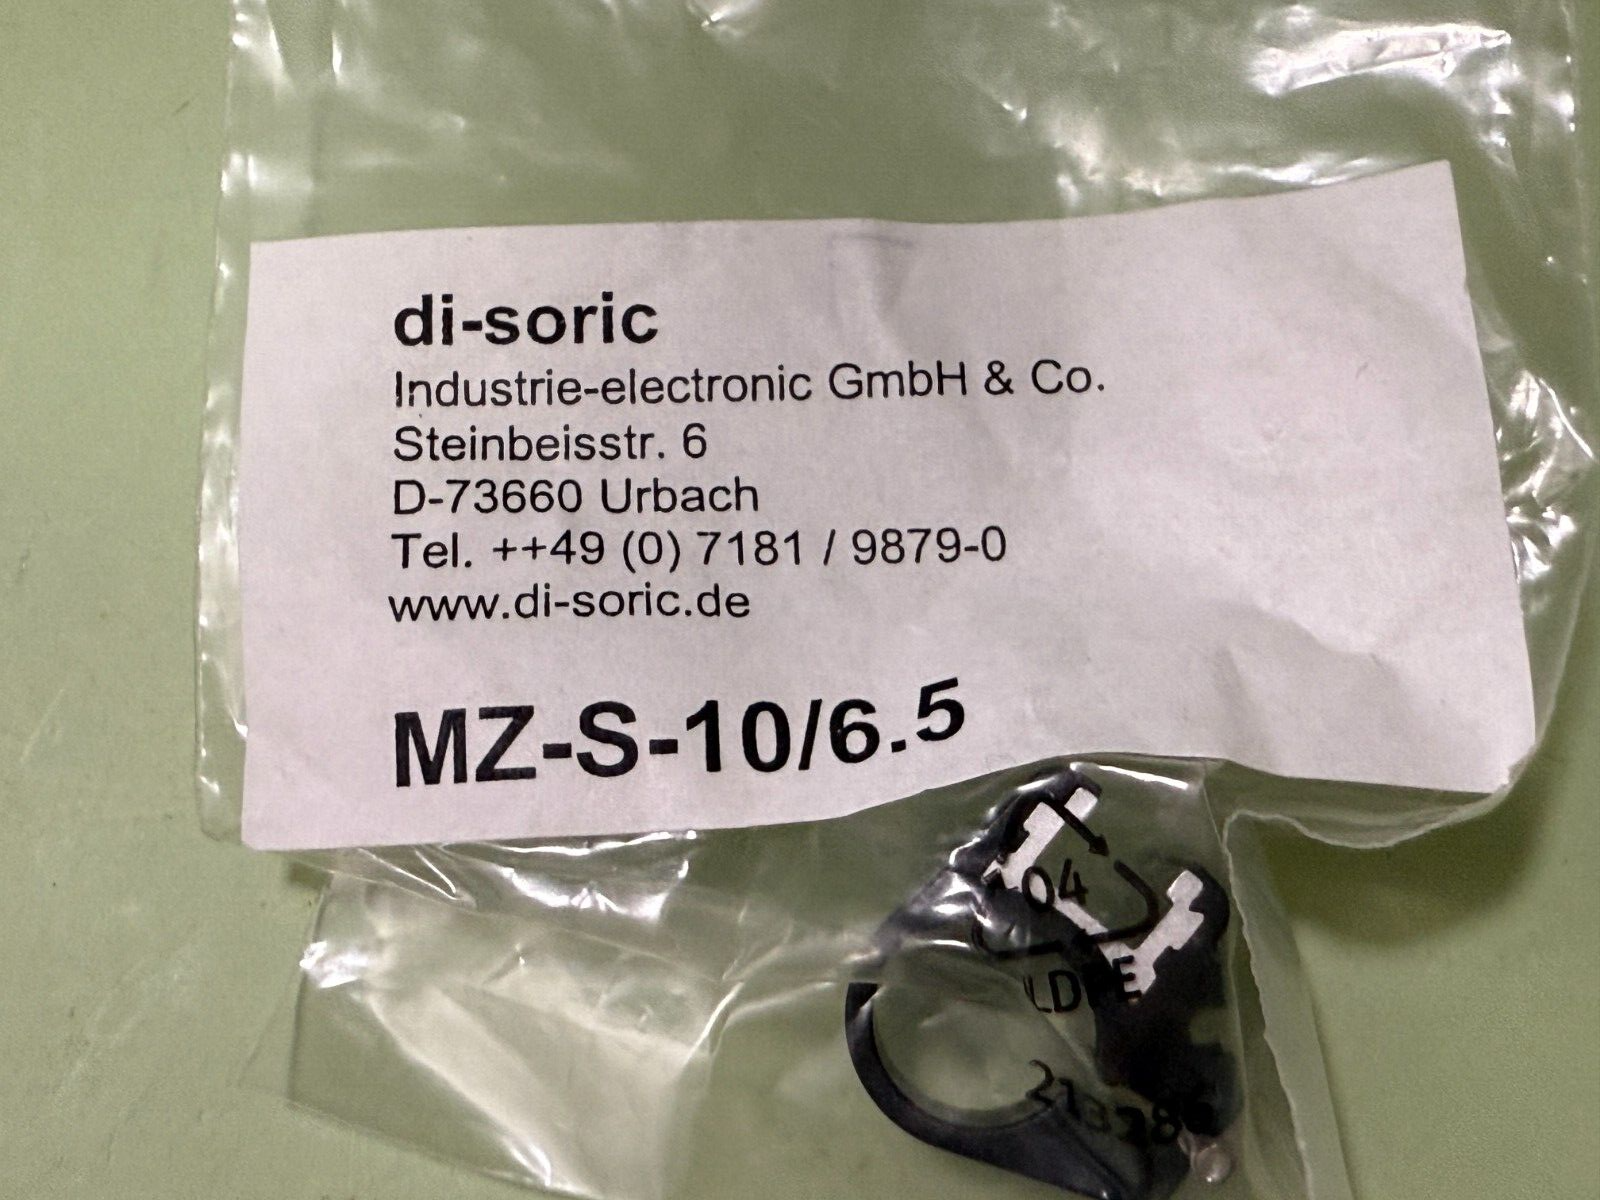 di-soric
Industrie-electronic GmbH & Co.
Steinbeisstr. 6
D-73660 Urbach
Tel. ++49 (0) 7181 / 9879-0
www.di-soric.de
MZ-S-10/6.5
04
LDPE